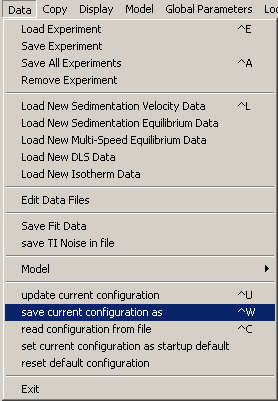 Data Copy Display Model Global Parameters
Load Experiment ^E
Save Experiment
Save All Experiments ^A
Remove Experiment
Load New Sedimentation Velocity Data ^L
Load New Sedimentation Equilibrium Data
Load New Multi-Speed Equilibrium Data
Load New DLS Data
Load New Isotherm Data
Edit Data Files
Save Fit Data
save TI Noise in file
Model
update current configuration ^U
save current configuration as ^W
read configuration from file ^C
set current configuration as startup default
reset default configuration
Exit